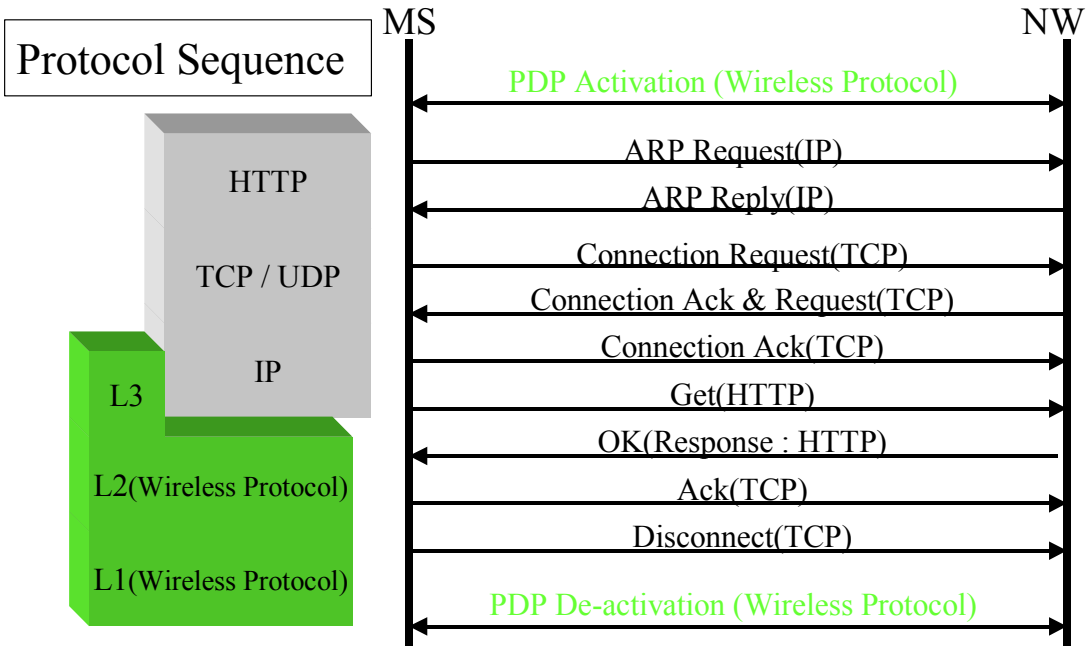 Protocol Sequence
HTTP
TCP / UDP
IP
L3
L2(Wireless Protocol)
L1(Wireless Protocol)
MS
NW
PDP Activation (Wireless Protocol)
ARP Request(IP)
ARP Reply(IP)
Connection Request(TCP)
Connection Ack & Request(TCP)
Connection Ack(TCP)
Get(HTTP)
OK(Response : HTTP)
Ack(TCP)
Disconnect(TCP)
PDP De-activation (Wireless Protocol)